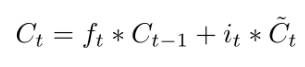 C_t = f_t * C_{t-1} + i_t * \tilde{C}_t